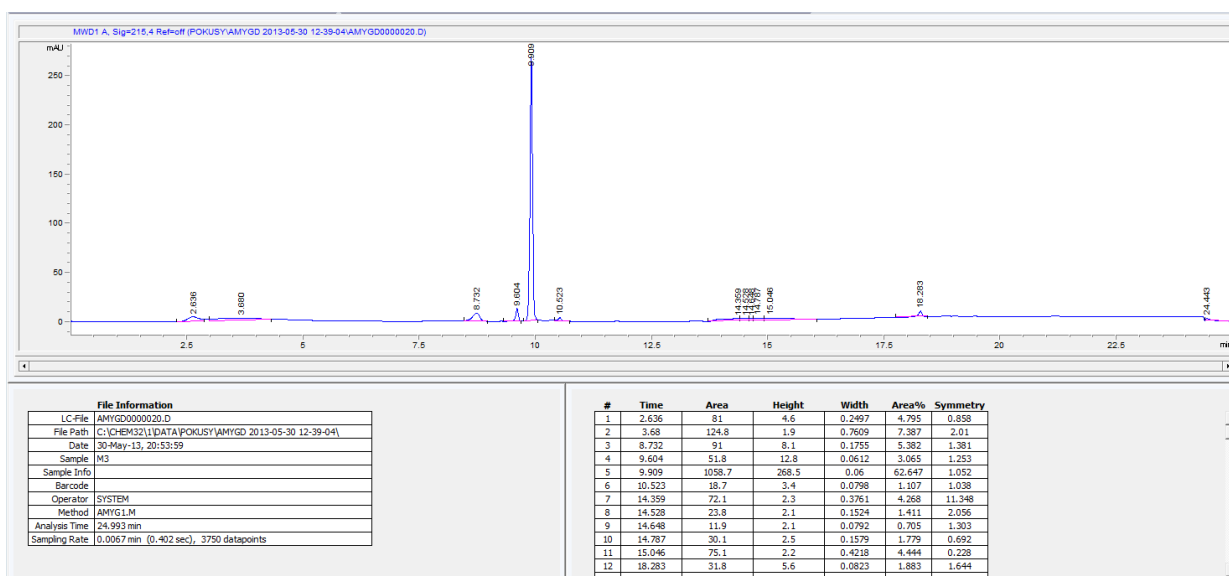 MWD1 A, Sig=215,4 Ref=off (POKUSY\AMYGD 2013-05-30 12-39-04\AMYGD0000020.D)
mAU
250
200
150
100
50
0
2.636
3.680
8.732
9.604
9.909
10.523
14.359
14.528
14.648
14.787
15.046
18.283
24.443
2.5 5 7.5 10 12.5 15 17.5 20 22.5 min
File Information
LC-File AMYGD0000020.D
File Path C:\CHEM32\1\DATA\POKUSY\AMYGD 2013-05-30 12-39-04\
Date 30-May-13, 20:53:59
Sample M3
Sample Info
Barcode
Operator SYSTEM
Method AMYG1.M
Analysis Time 24.993 min
Sampling Rate 0.0067 min (0.402 sec), 3750 datapoints
# Time Area Height Width Area% Symmetry
1 2.636 81 4.6 0.2497 4.795 0.858
2 3.68 124.8 1.9 0.7609 7.387 2.01
3 8.732 91 8.1 0.1755 5.382 1.381
4 9.604 51.8 12.8 0.0612 3.065 1.253
5 9.909 1058.7 268.5 0.06 62.647 1.052
6 10.523 18.7 3.4 0.0798 1.107 1.038
7 14.359 72.1 2.3 0.3761 4.268 11.348
8 14.528 23.8 2.1 0.1524 1.411 2.056
9 14.648 11.9 2.1 0.0792 0.705 1.303
10 14.787 30.1 2.5 0.1579 1.779 0.692
11 15.046 75.1 2.2 0.4218 4.444 0.228
12 18.283 31.8 5.6 0.0823 1.883 1.644